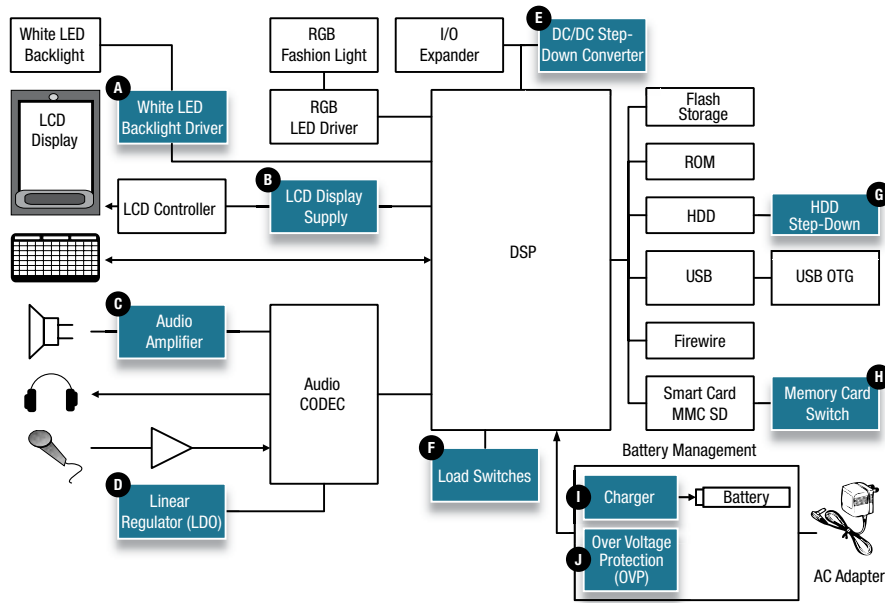 White LED
Backlight
RGB
Fashion Light
I/O
Expander
E
DC/DC Step-
Down Converter
A
White LED
Backlight Driver
LCD
Display
RGB
LED Driver
Flash
Storage
ROM
B
LCD Controller
LCD Display
Supply
HDD
G
HDD
Step-Down
DSP
USB
USB OTG
C
Audio
Amplifier
Firewire
Audio
CODEC
Smart Card
MMC SD
H
Memory Card
Switch
F
Load Switches
Battery Management
D
Linear
Regulator (LDO)
I
Charger
Battery
J
Over Voltage
Protection
(OVP)
AC Adapter